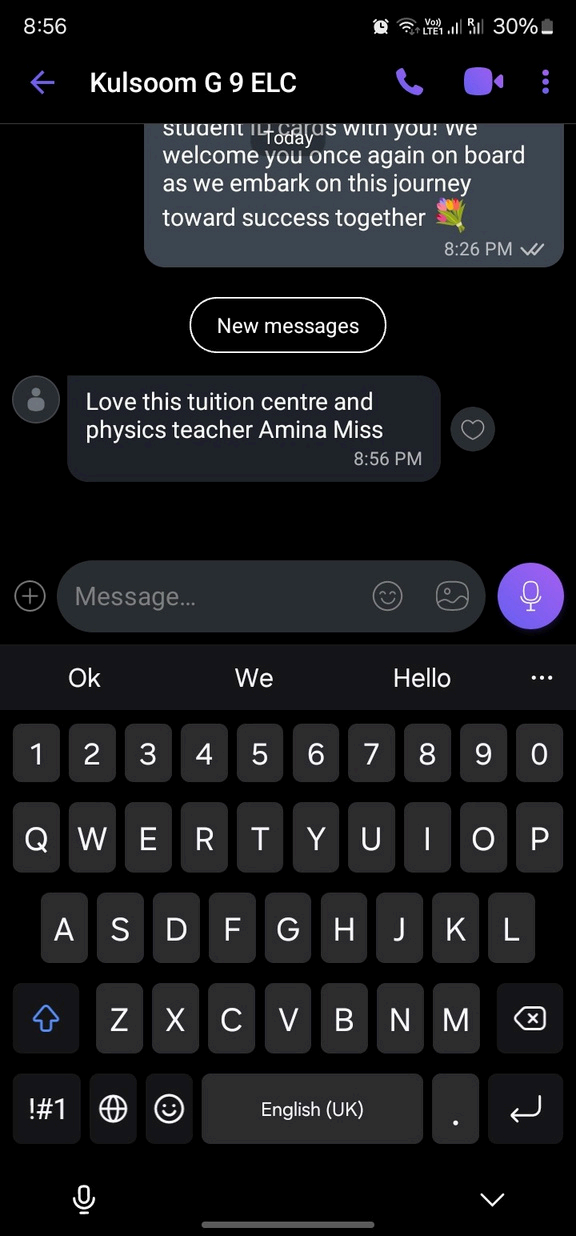 8:56
Vo)) R 30%
LTE1
Kulsoom G 9 ELC
student ID cards with you! We
Today
welcome you once again on board
as we embark on this journey
toward success together
8:26 PM
New messages
Love this tuition centre and
physics teacher Amina Miss
8:56 PM
Message...
Ok We Hello ...
1 2 3 4 5 6 7 8 9 0
Q W E R T Y U I O P
A S D F G H J K L
Z X C V B N M
!#1 English (UK) .